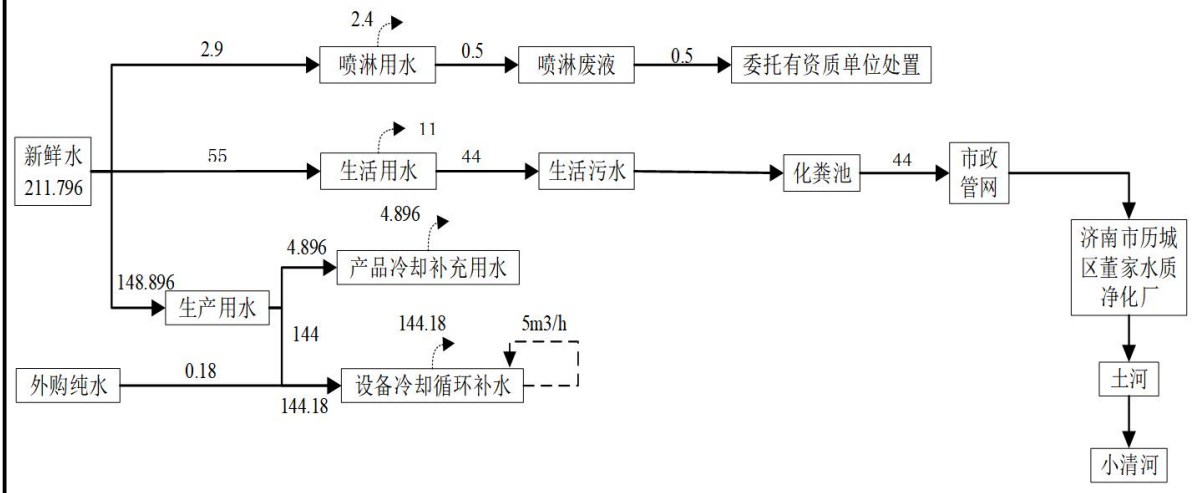 2.4
2.9
喷淋用水
0.5
喷淋废液
0.5
委托有资质单位处置
新鲜水
211.796
55
11
生活用水
44
生活污水
化粪池
44
市政
管网
4.896
4.896
产品冷却补充用水
济南市历城
区董家水质
净化厂
148.896
生产用水
144
144.18
5m3/h
外购纯水
0.18
144.18
设备冷却循环补水
土河
小清河